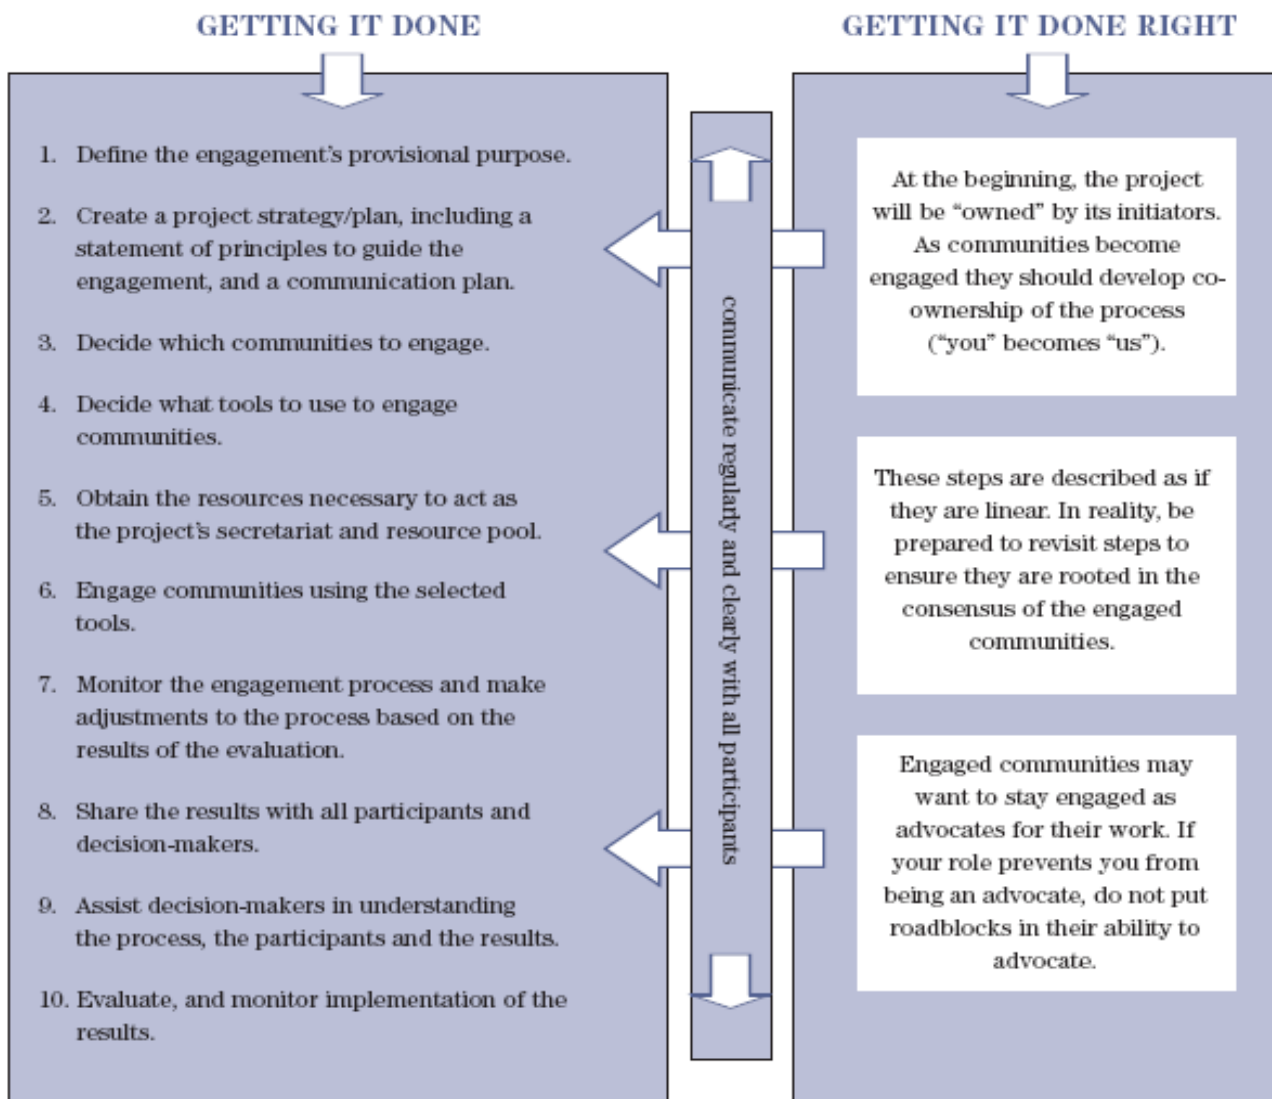 GETTING IT DONE
1. Define the engagement's provisional purpose.
2. Create a project strategy/plan, including a
statement of principles to guide the
engagement, and a communication plan.
3. Decide which communities to engage.
4. Decide what tools to use to engage
communities.
5. Obtain the resources necessary to act as
the project's secretariat and resource pool.
6. Engage communities using the selected
tools.
7. Monitor the engagement process and make
adjustments to the process based on the
results of the evaluation.
8. Share the results with all participants and
decision-makers.
9. Assist decision-makers in understanding
the process, the participants and the results.
10. Evaluate, and monitor implementation of the
results.
communicate regularly and clearly with all participants
GETTING IT DONE RIGHT
At the beginning, the project
will be “owned” by its initiators.
As communities become
engaged they should develop co-
ownership of the process
(“you” becomes “us”).
These steps are described as if
they are linear. In reality, be
prepared to revisit steps to
ensure they are rooted in the
consensus of the engaged
communities.
Engaged communities may
want to stay engaged as
advocates for their work. If
your role prevents you from
being an advocate, do not put
roadblocks in their ability to
advocate.